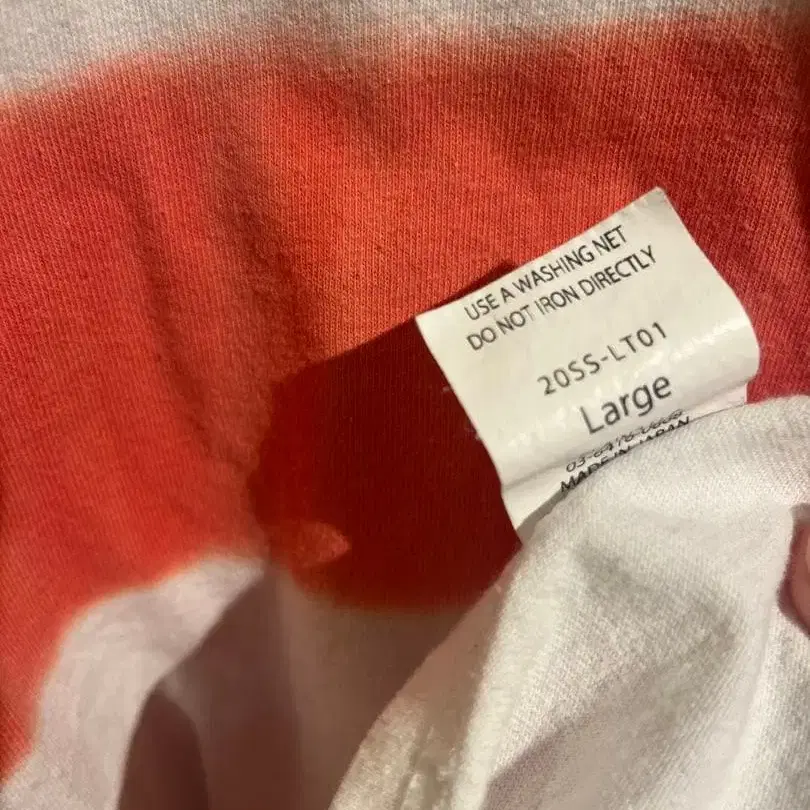 USE A WASHING NET
DO NOT IRON DIRECTLY
20SS-LT01
Large
MADE IN JAPAN